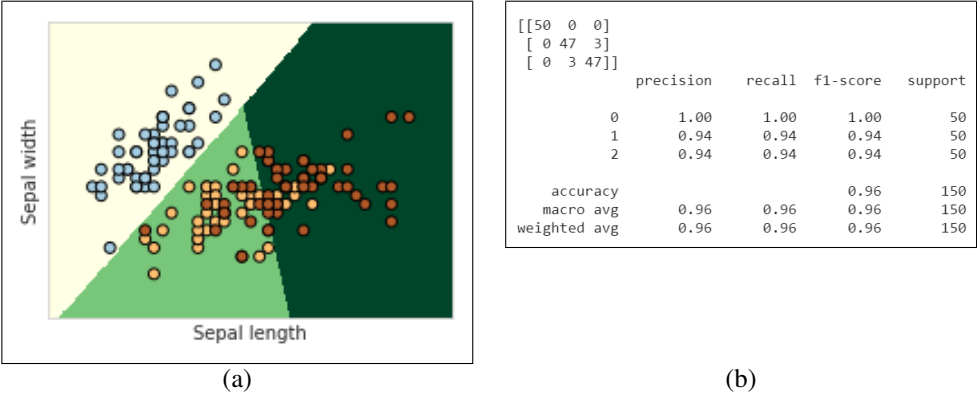 Sepal width
Sepal length
(a)
[[50 0 0]
[ 0 47 3]
[ 0 3 47]]
precision recall f1-score support
0 1.00 1.00 1.00 50
1 0.94 0.94 0.94 50
2 0.94 0.94 0.94 50
accuracy 0.96 150
macro avg 0.96 0.96 0.96 150
weighted avg 0.96 0.96 0.96 150
(b)